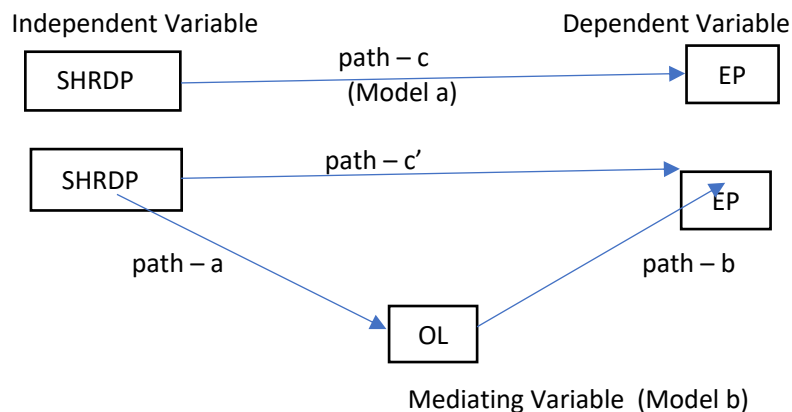 Independent Variable Dependent Variable
SHRDP path – c EP
(Model a)
SHRDP path – c’ EP
path – a path – b
OL
Mediating Variable (Model b)